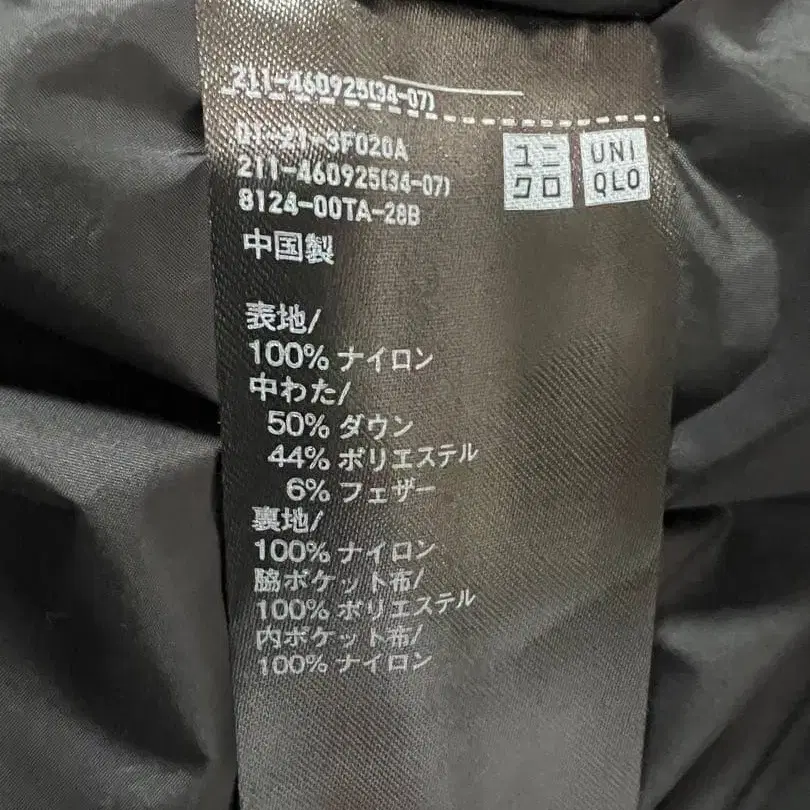 211-460925(34-07)
01-21-3F020A
211-460925(34-07)
8124-00TA-28B
ユニ
クロ
UNI
QLO
中国製
表地/
100% ナイロン
中わた/
50% ダウン
44% ポリエステル
6% フェザー
裏地/
100% ナイロン
脇ポケット布/
100% ポリエステル
内ポケット布/
100% ナイロン